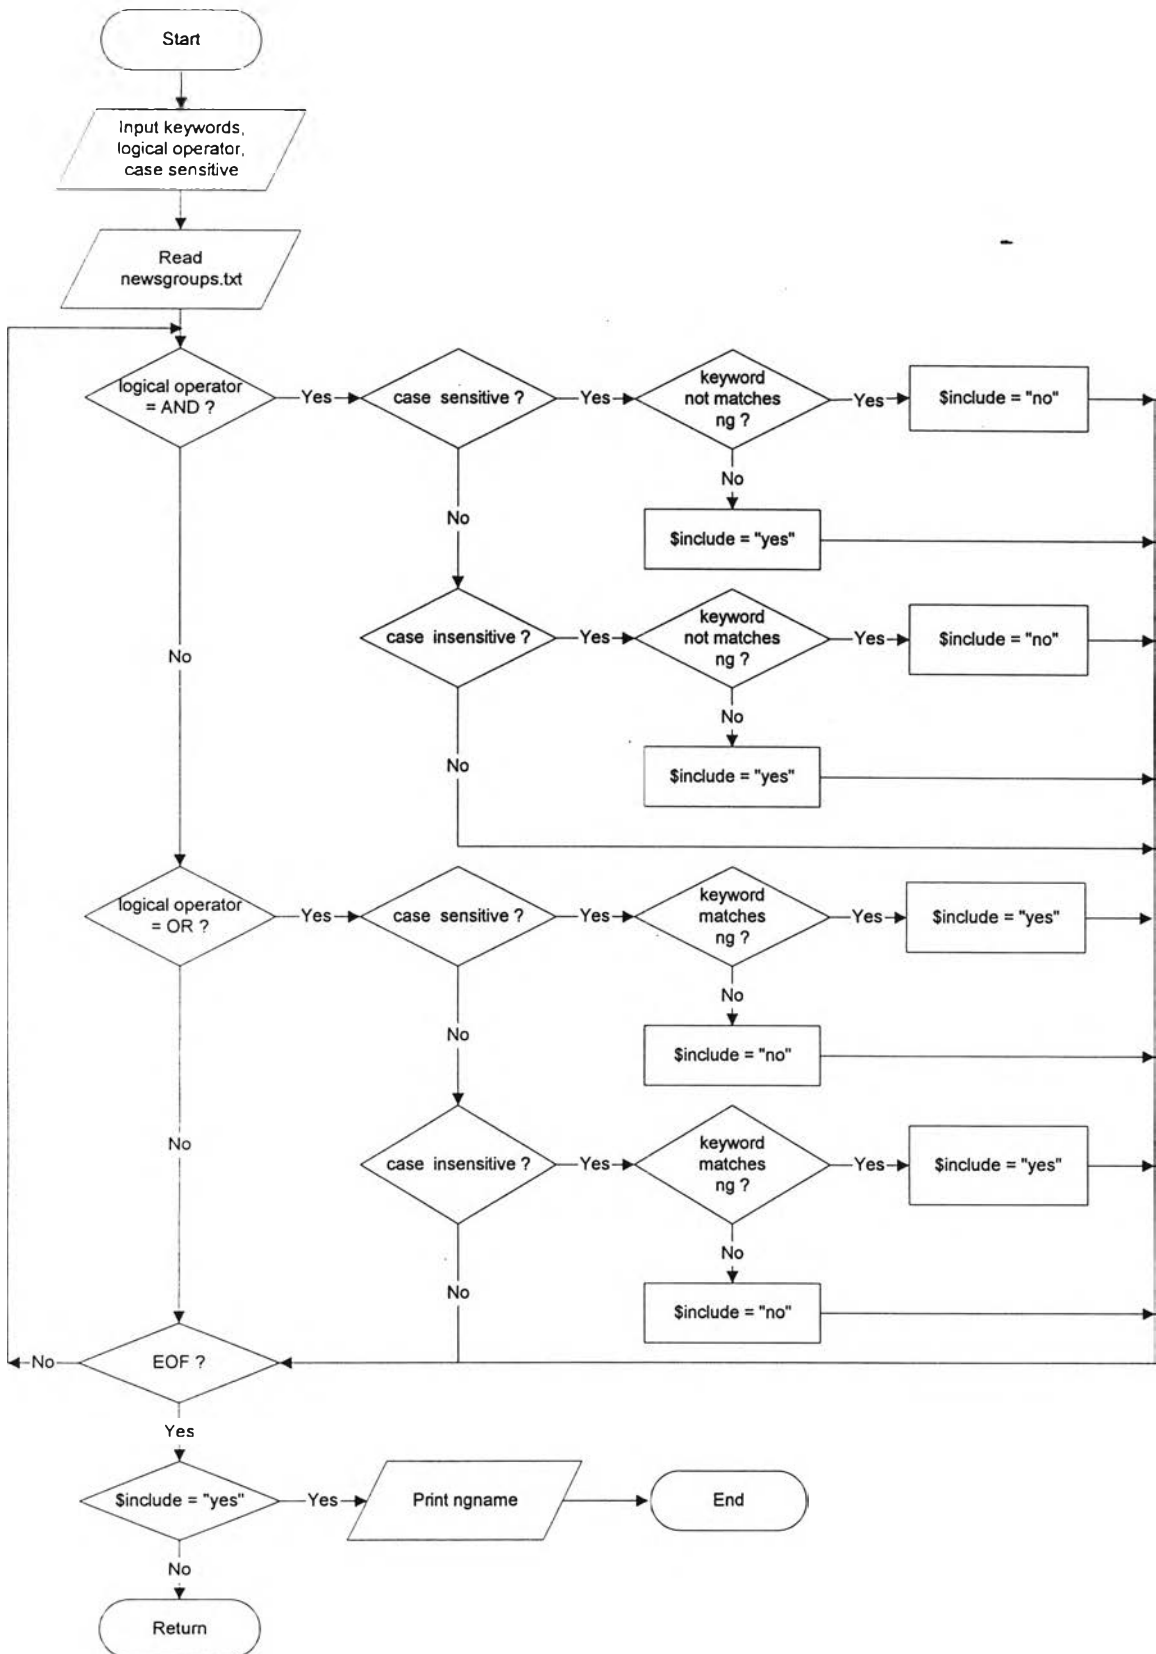 Start
Input keywords,
logical operator,
case sensitive
Read
newsgroups.txt
logical operator
= AND ?
Yes
case sensitive ?
Yes
keyword
not matches
ng ?
Yes
$include = "no"
No
$include = "yes"
No
case insensitive ?
Yes
keyword
not matches
ng ?
Yes
$include = "no"
No
$include = "yes"
No
No
logical operator
= OR ?
Yes
case sensitive ?
Yes
keyword
matches
ng ?
Yes
$include = "yes"
No
$include = "no"
No
case insensitive ?
Yes
keyword
matches
ng ?
Yes
$include = "yes"
No
$include = "no"
No
No
EOF ?
No
Yes
$include = "yes"
Yes
Print ngname
End
No
Return